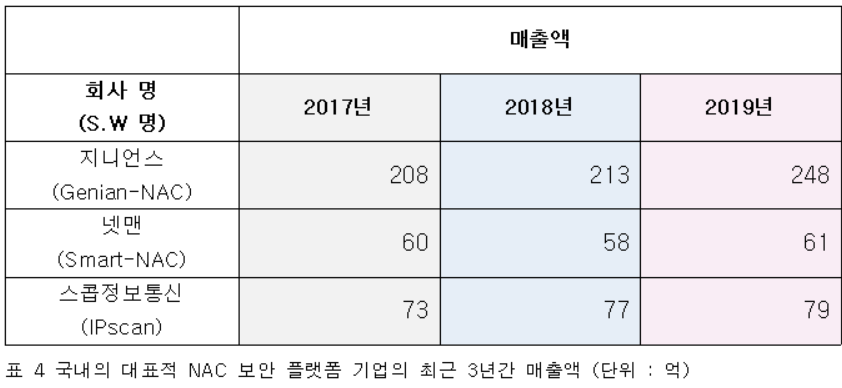 매출액
회사 명
(S.W 명)
2017년 2018년 2019년
지니언스
(Genian-NAC)
208 213 248
넷맨
(Smart-NAC)
60 58 61
스콥정보통신
(IPscan)
73 77 79
표 4 국내의 대표적 NAC 보안 플랫폼 기업의 최근 3년간 매출액 (단위 : 억)